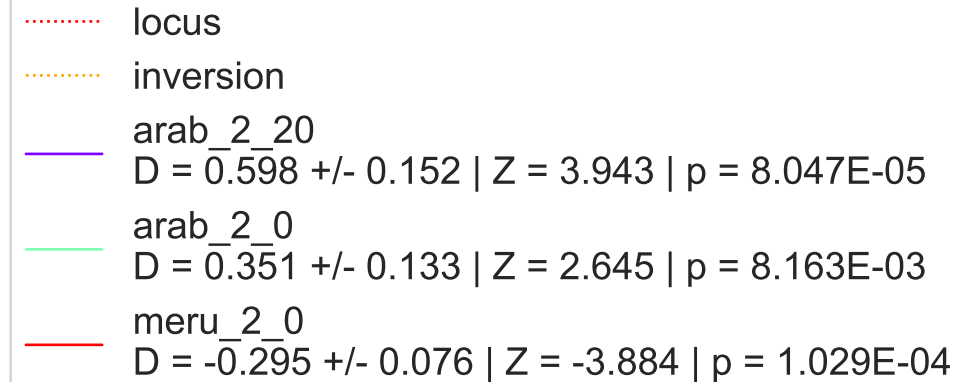 locus
inversion
arab_2_20
D = 0.598 +/- 0.152 | Z = 3.943 | p = 8.047E-05
arab_2_0
D = 0.351 +/- 0.133 | Z = 2.645 | p = 8.163E-03
meru_2_0
D = -0.295 +/- 0.076 | Z = -3.884 | p = 1.029E-04